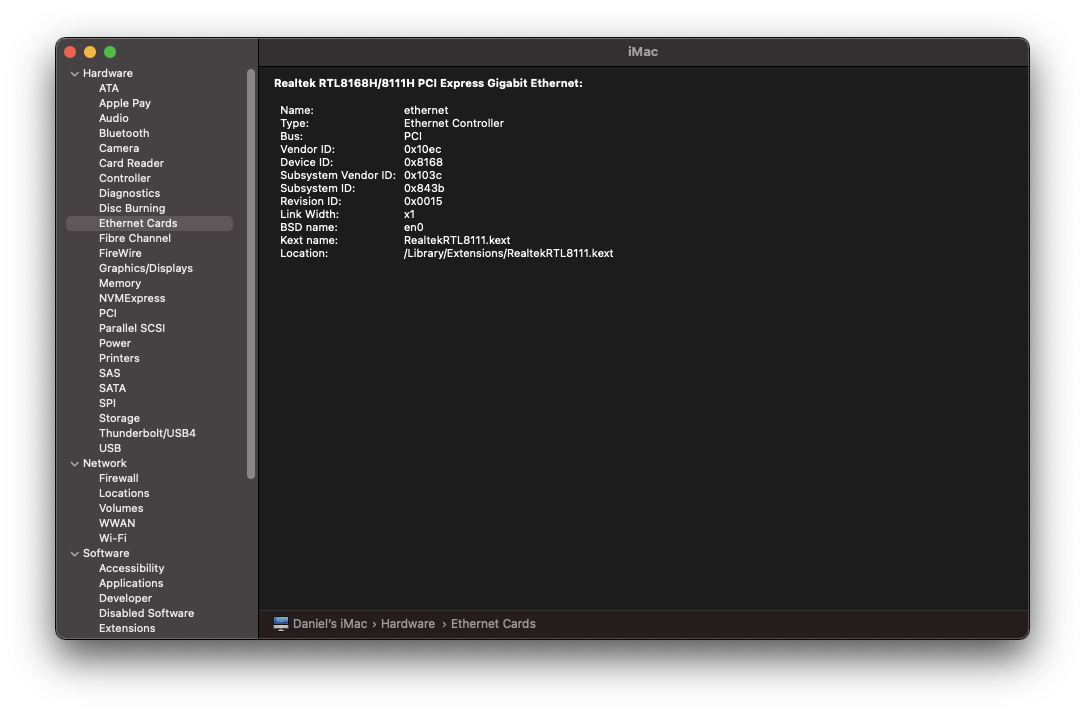 iMac
Hardware
ATA
Apple Pay
Audio
Bluetooth
Camera
Card Reader
Controller
Diagnostics
Disc Burning
Ethernet Cards
Fibre Channel
FireWire
Graphics/Displays
Memory
NVMExpress
PCI
Parallel SCSI
Power
Printers
SAS
SATA
SPI
Storage
Thunderbolt/USB4
USB
Network
Firewall
Locations
Volumes
WWAN
Wi-Fi
Software
Accessibility
Applications
Developer
Disabled Software
Extensions
Realtek RTL8168H/8111H PCI Express Gigabit Ethernet:
Name: ethernet
Type: Ethernet Controller
Bus: PCI
Vendor ID: 0x10ec
Device ID: 0x8168
Subsystem Vendor ID: 0x103c
Subsystem ID: 0x843b
Revision ID: 0x0015
Link Width: x1
BSD name: en0
Kext name: RealtekRTL8111.kext
Location: /Library/Extensions/RealtekRTL8111.kext
Daniel’s iMac › Hardware › Ethernet Cards